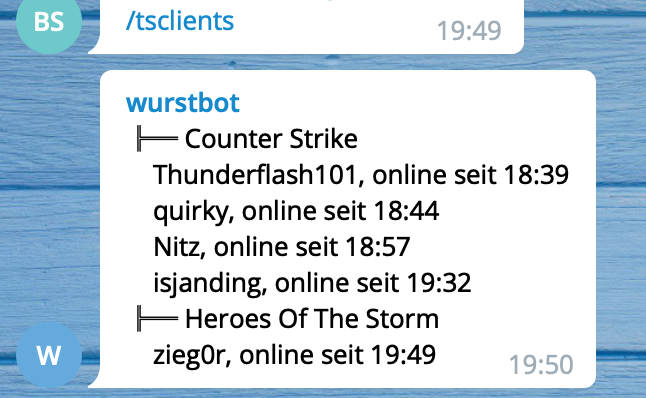 BS
/tsclients
19:49
wurstbot
╠══ Counter Strike
Thunderflash101, online seit 18:39
quirky, online seit 18:44
Nitz, online seit 18:57
isjanding, online seit 19:32
╠══ Heroes Of The Storm
zieg0r, online seit 19:49
W
19:50